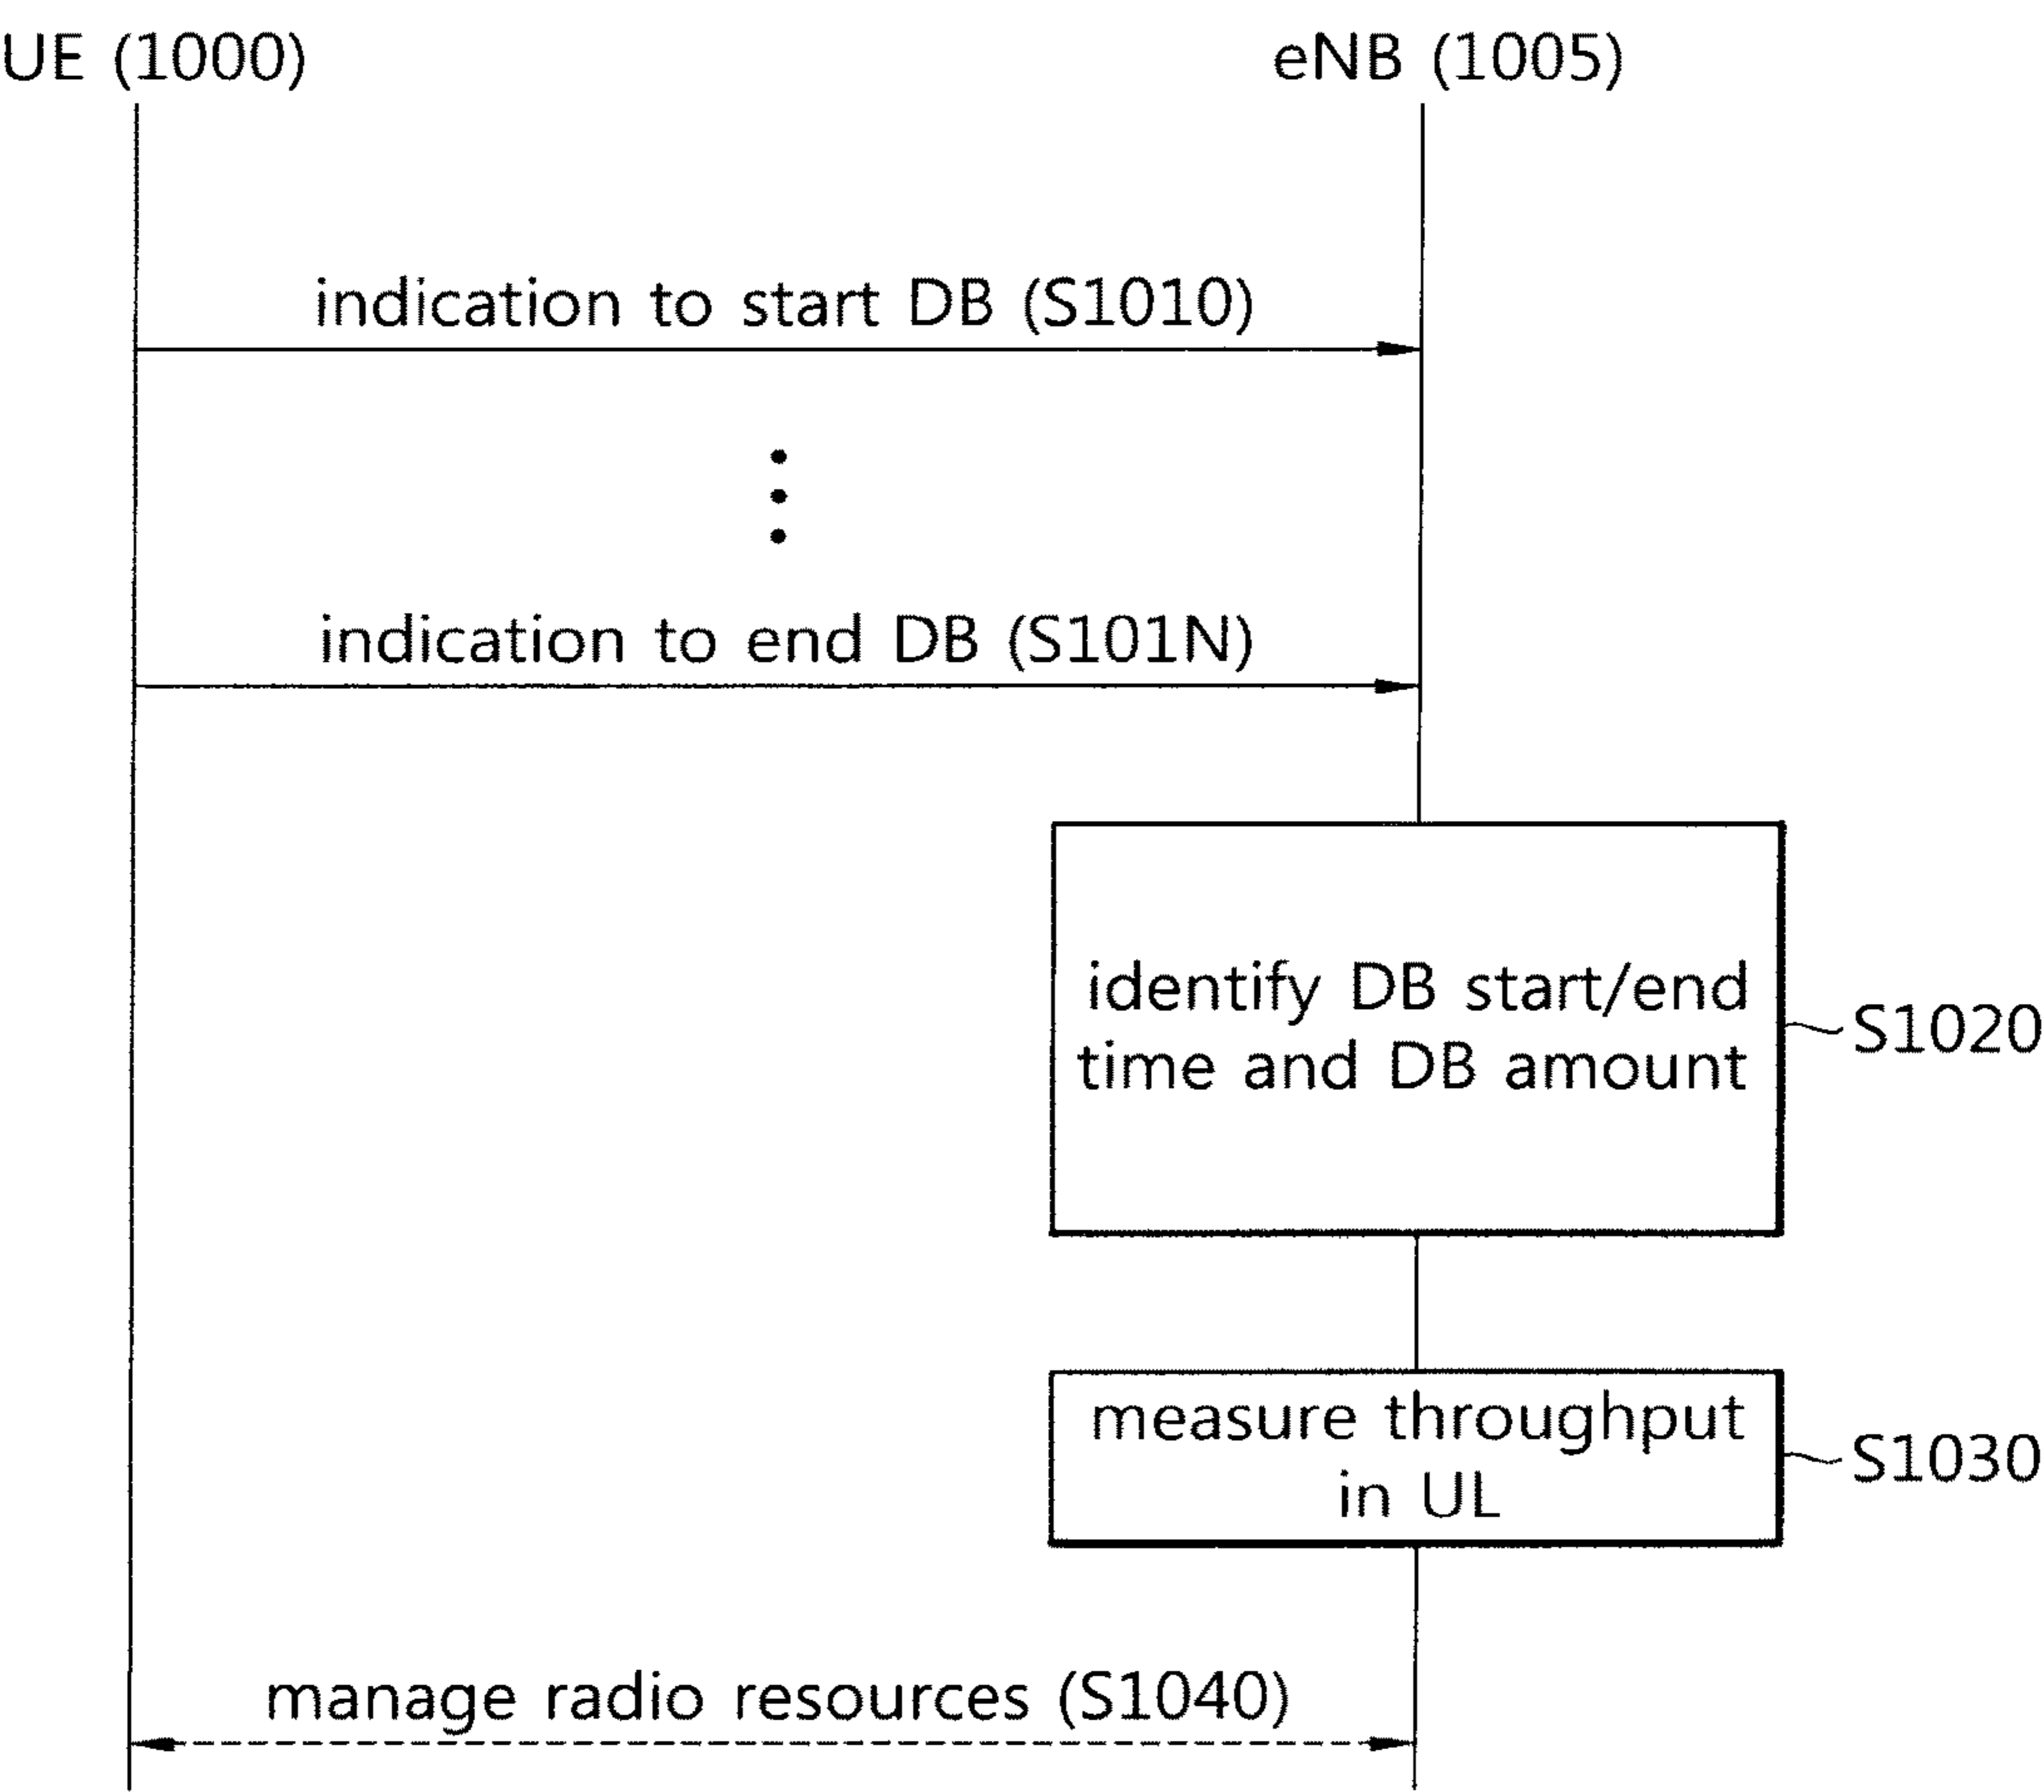 UE (1000)
eNB (1005)
indication to start DB (S1010)
indication to end DB (S101N)
identify DB start/end
time and DB amount
S1020
measure throughput
in UL
S1030
manage radio resources (S1040)